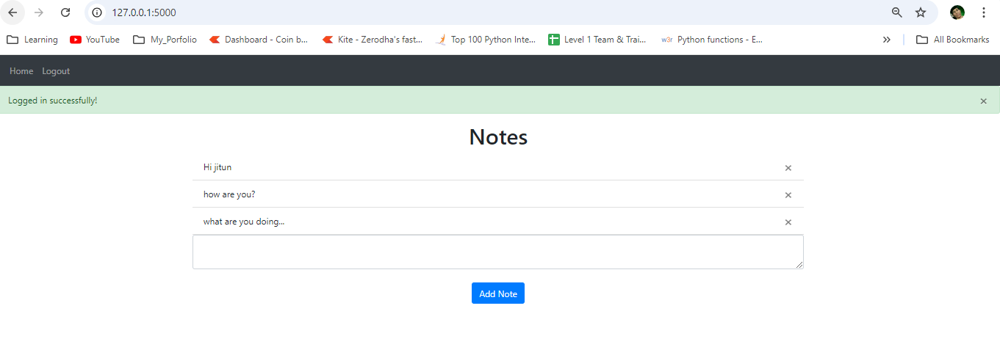 127.0.0.1:5000
Learning YouTube My_Porfolio Dashboard - Coin b... Kite - Zerodha's fast... Top 100 Python Inte... Level 1 Team & Trai... w3r Python functions - E... All Bookmarks
Home Logout
Logged in successfully! ×
Notes
Hi jitun ×
how are you? ×
what are you doing... ×
Add Note